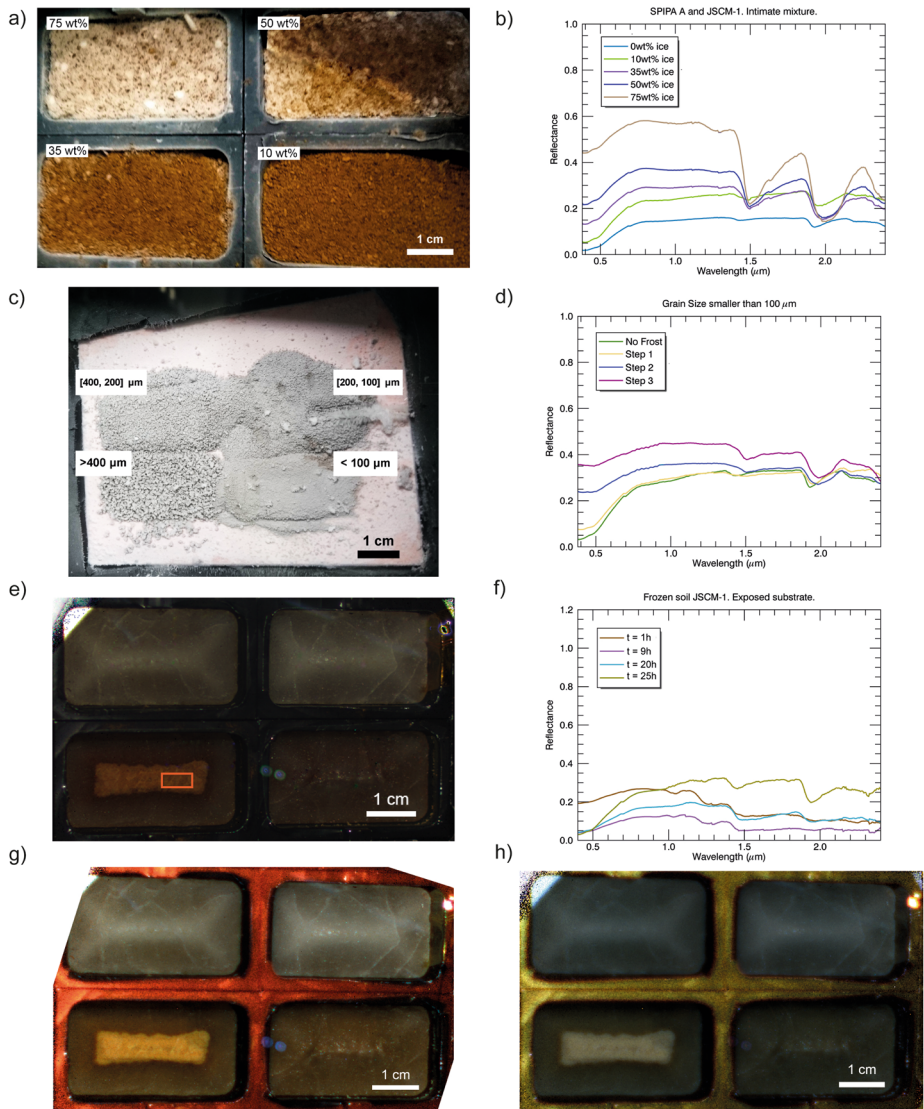 a)
75 wt%
50 wt%
35 wt%
10 wt%
1 cm
b)
SPIPA A and JSCM-1. Intimate mixture.
1.0
0.8
0.6
0.4
0.2
0.0
Reflectance
0wt% ice
10wt% ice
35wt% ice
50wt% ice
75wt% ice
0.5
1.0
1.5
2.0
Wavelength (μm)
c)
[400, 200] μm
[200, 100] μm
>400 μm
< 100 μm
1 cm
d)
Grain Size smaller than 100 μm
1.0
0.8
0.6
0.4
0.2
0.0
Reflectance
No Frost
Step 1
Step 2
Step 3
0.5
1.0
1.5
2.0
Wavelength (μm)
e)
1 cm
f)
Frozen soil JSCM-1. Exposed substrate.
1.2
1.0
0.8
0.6
0.4
0.2
0.0
Reflectance
t = 1h
t = 9h
t = 20h
t = 25h
0.5
1.0
1.5
2.0
Wavelength (μm)
g)
1 cm
h)
1 cm